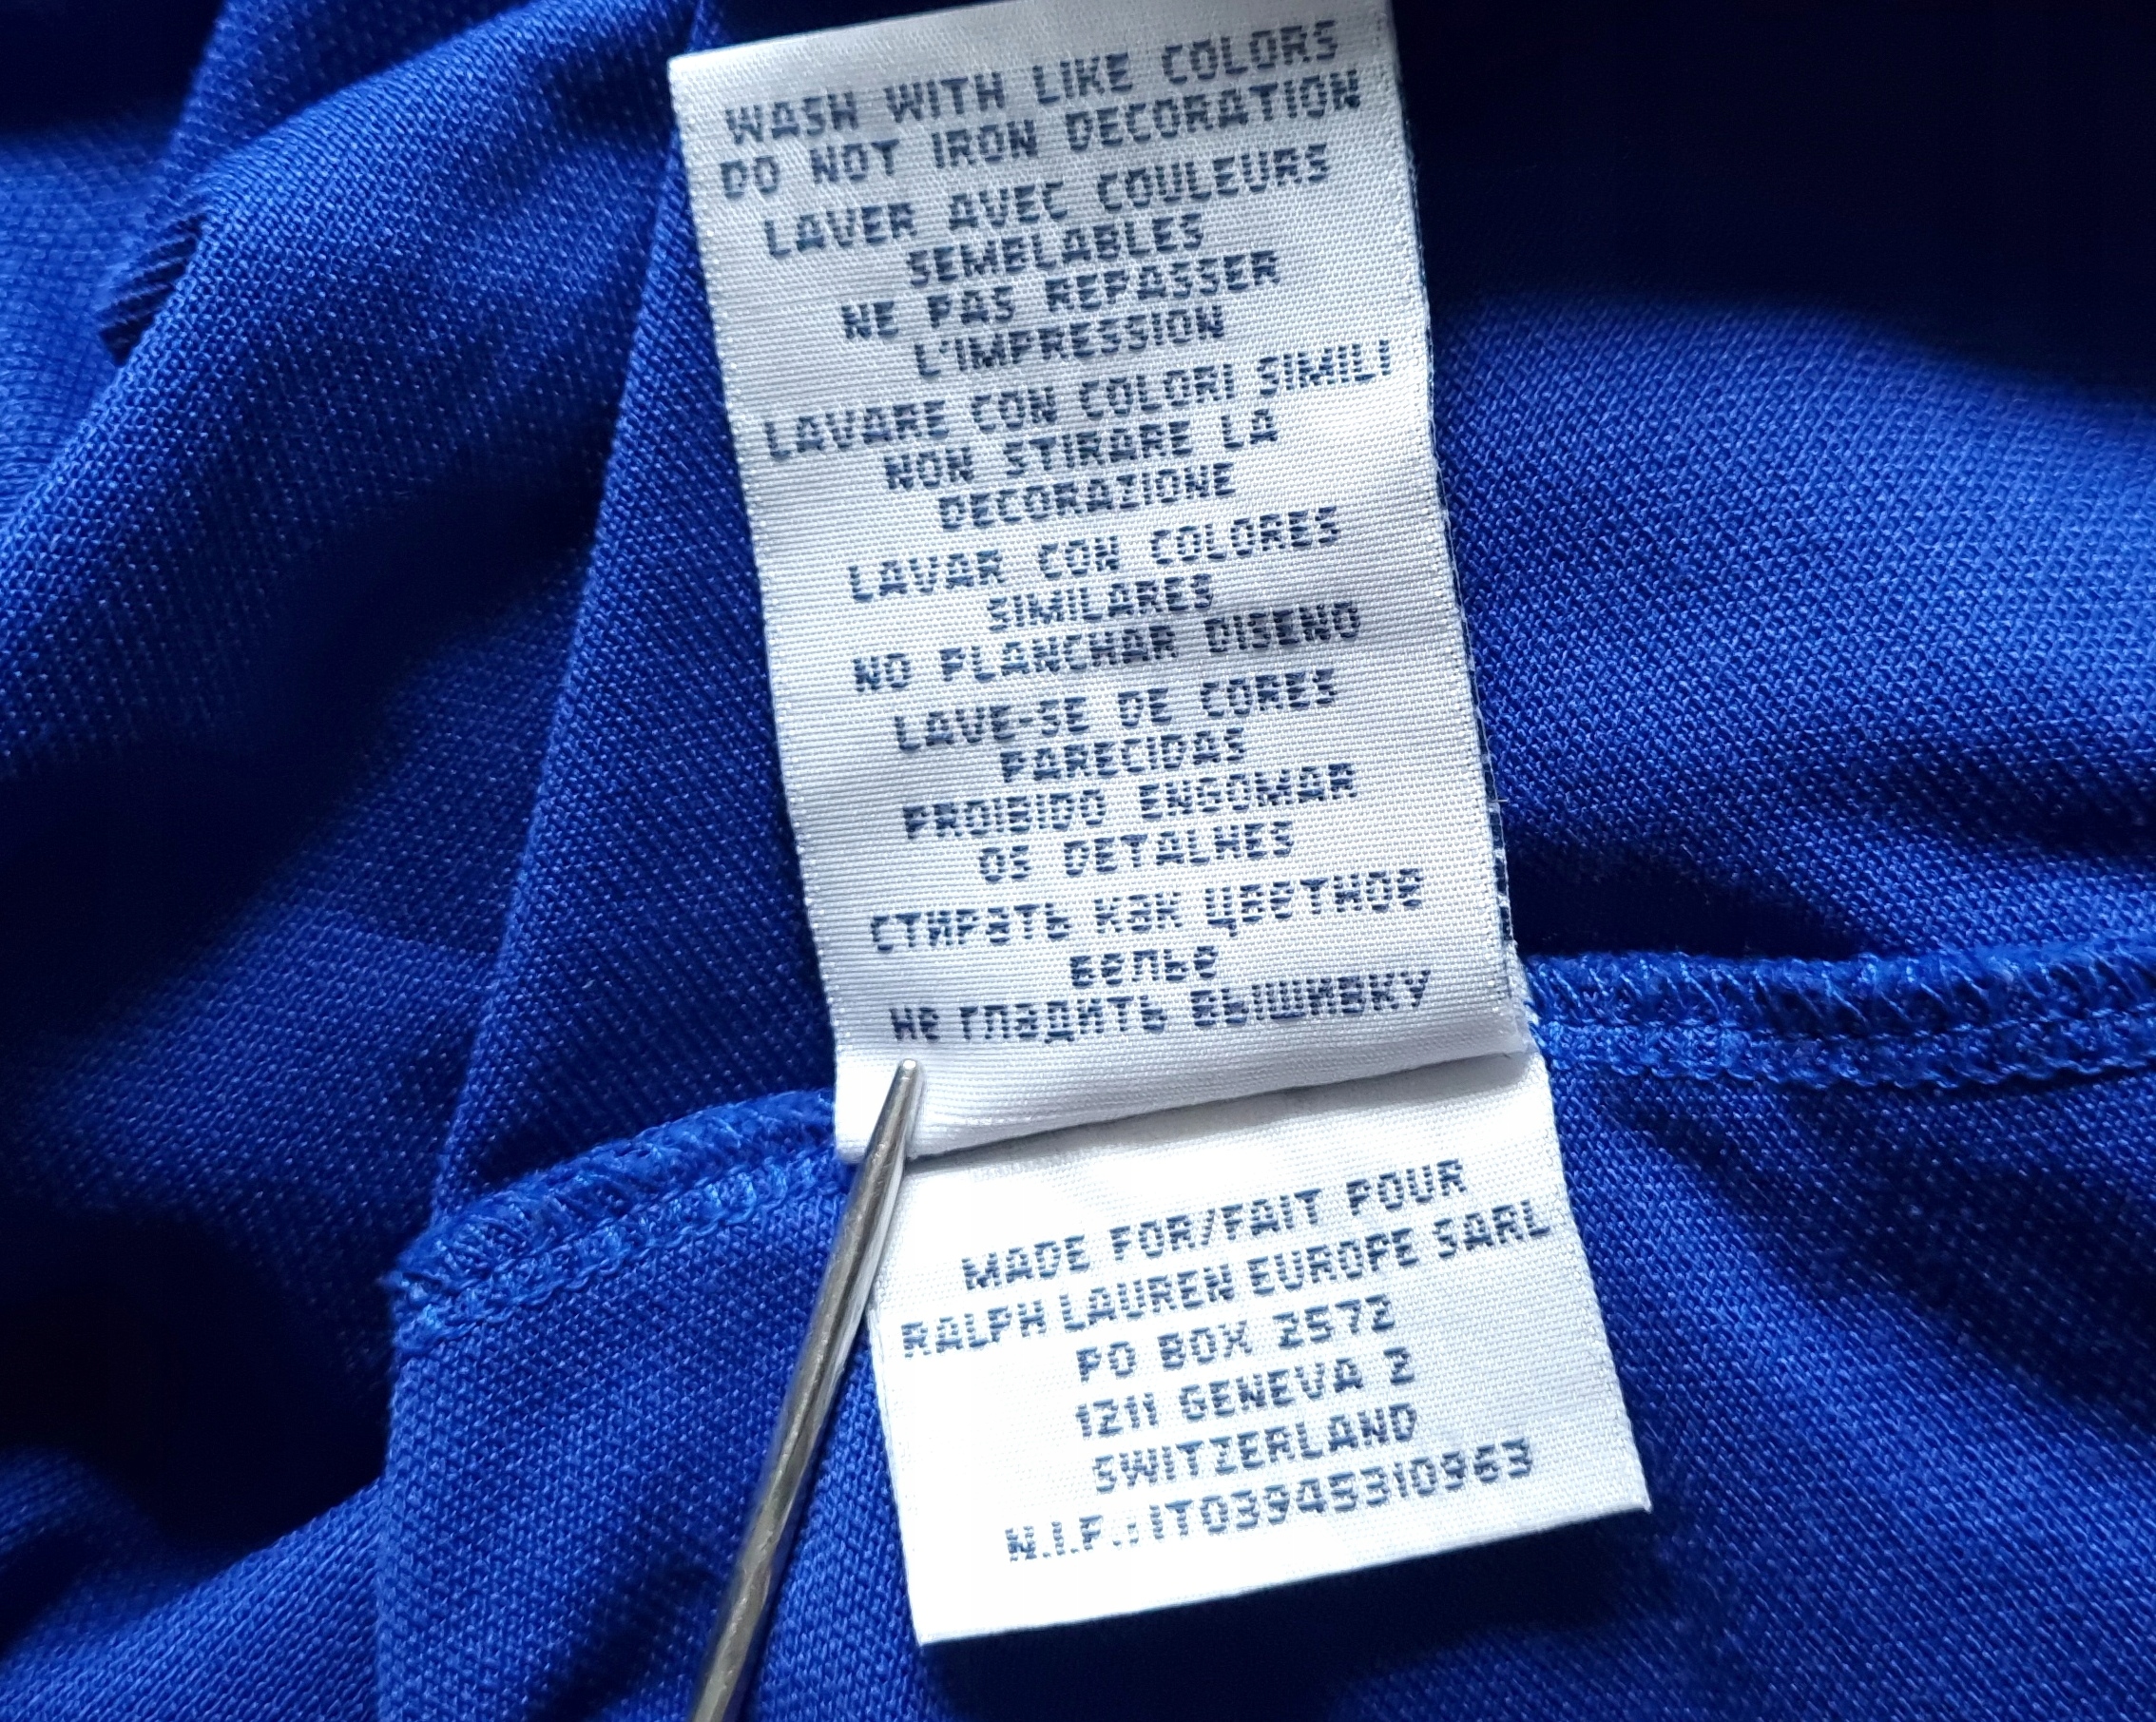 WASH WITH LIKE COLORS
DO NOT IRON DECORATION
LAVER AVEC COULEURS
SEMBLABLES
NE PAS REPASSER
L'IMPRESSION
LAVARE CON COLORI SIMILI
NON STIRARE LA
DECORAZIONE
LAVAR CON COLORES
SIMILARES
NO PLANCHAR DISENO
LAVE-SE DE CORES
PARECIDAS
PROIBIDO ENGOMAR
OS DETALHES
СТИРАТЬ КАК ЦВЕТНОЕ
БЕЛЬЕ
НЕ ГЛАДИТЬ ВЫШИВКУ
MADE FOR/FAIT POUR
RALPH LAUREN EUROPE SARL
PO BOX 2572
1211 GENEVA 2
SWITZERLAND
N.I.P.:IT03945310963